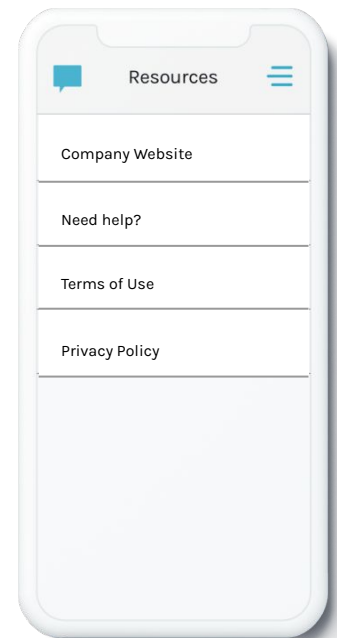 Resources
Company Website
Need help?
Terms of Use
Privacy Policy